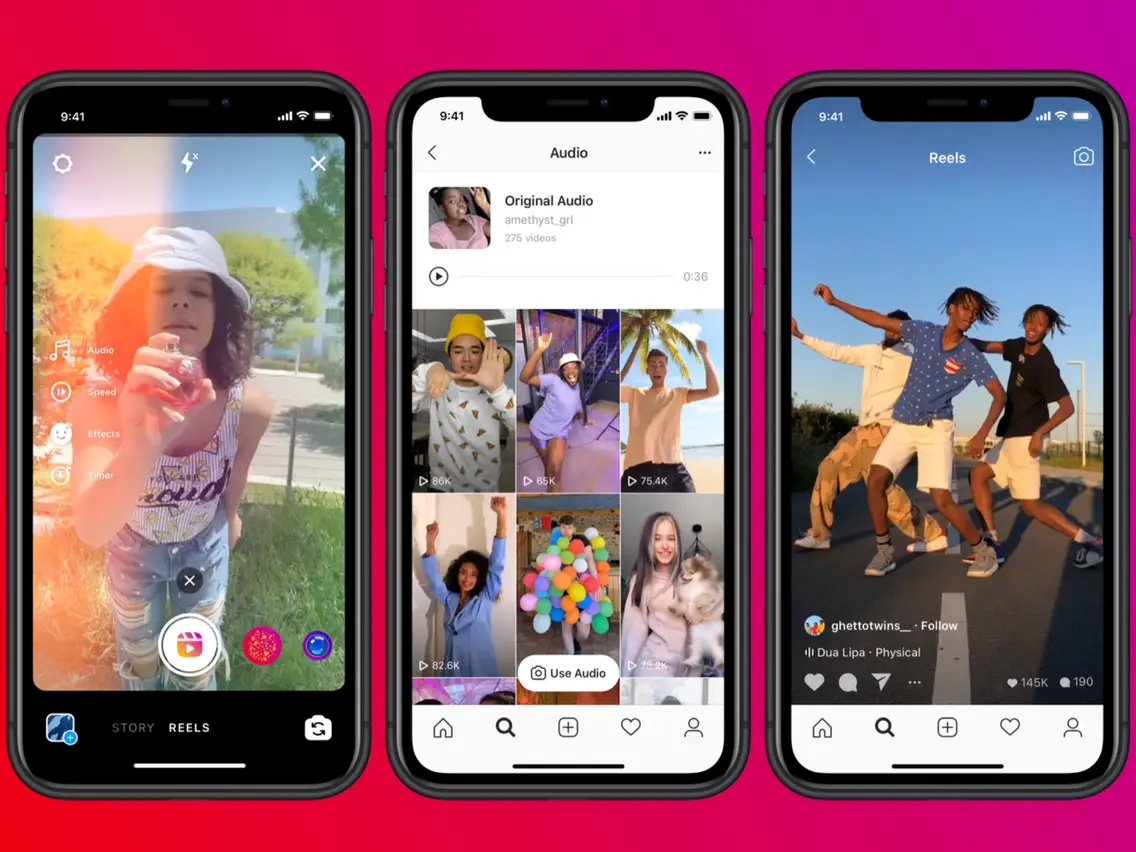 9:41
Audio
Speed
Effects
Timer
STORY REELS
9:41
Audio
Original Audio
amethyst_grl
275 videos
0:36
86K
65K
75.4K
82.6K
78.2K
Use Audio
9:41
Reels
ghettotwins__ · Follow
Dua Lipa · Physical
145K
190